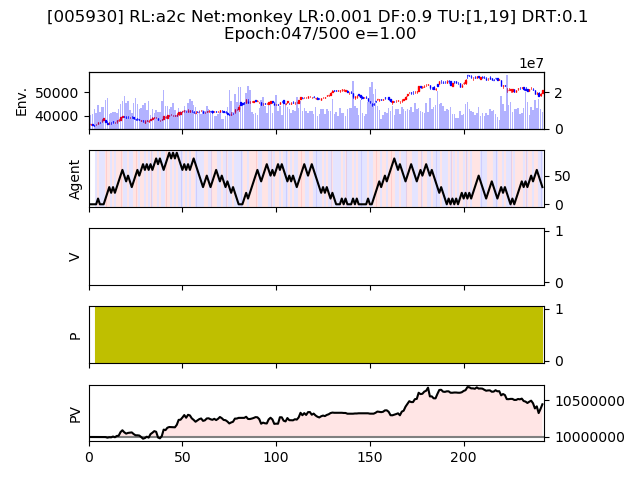 [005930] RL:a2c Net:monkey LR:0.001 DF:0.9 TU:[1,19] DRT:0.1
Epoch:047/500 e=1.00
1e7
Env.
50000
40000
2
0
Agent
50
0
V
1
0
P
1
0
PV
10500000
10000000
0 50 100 150 200